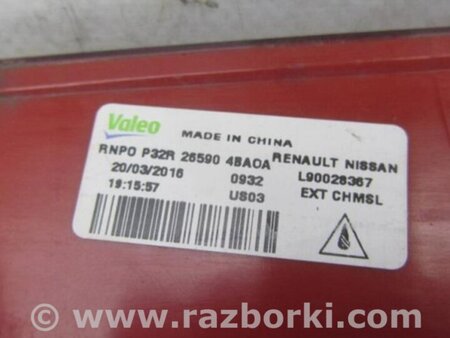 Valeo
MADE IN CHINA
RNPO P32R 26590 4BA0A RENAULT NISSAN
20/03/2016 0932 L90028367
19:15:57 US03 EXT CHMSL
© www.razborki.com